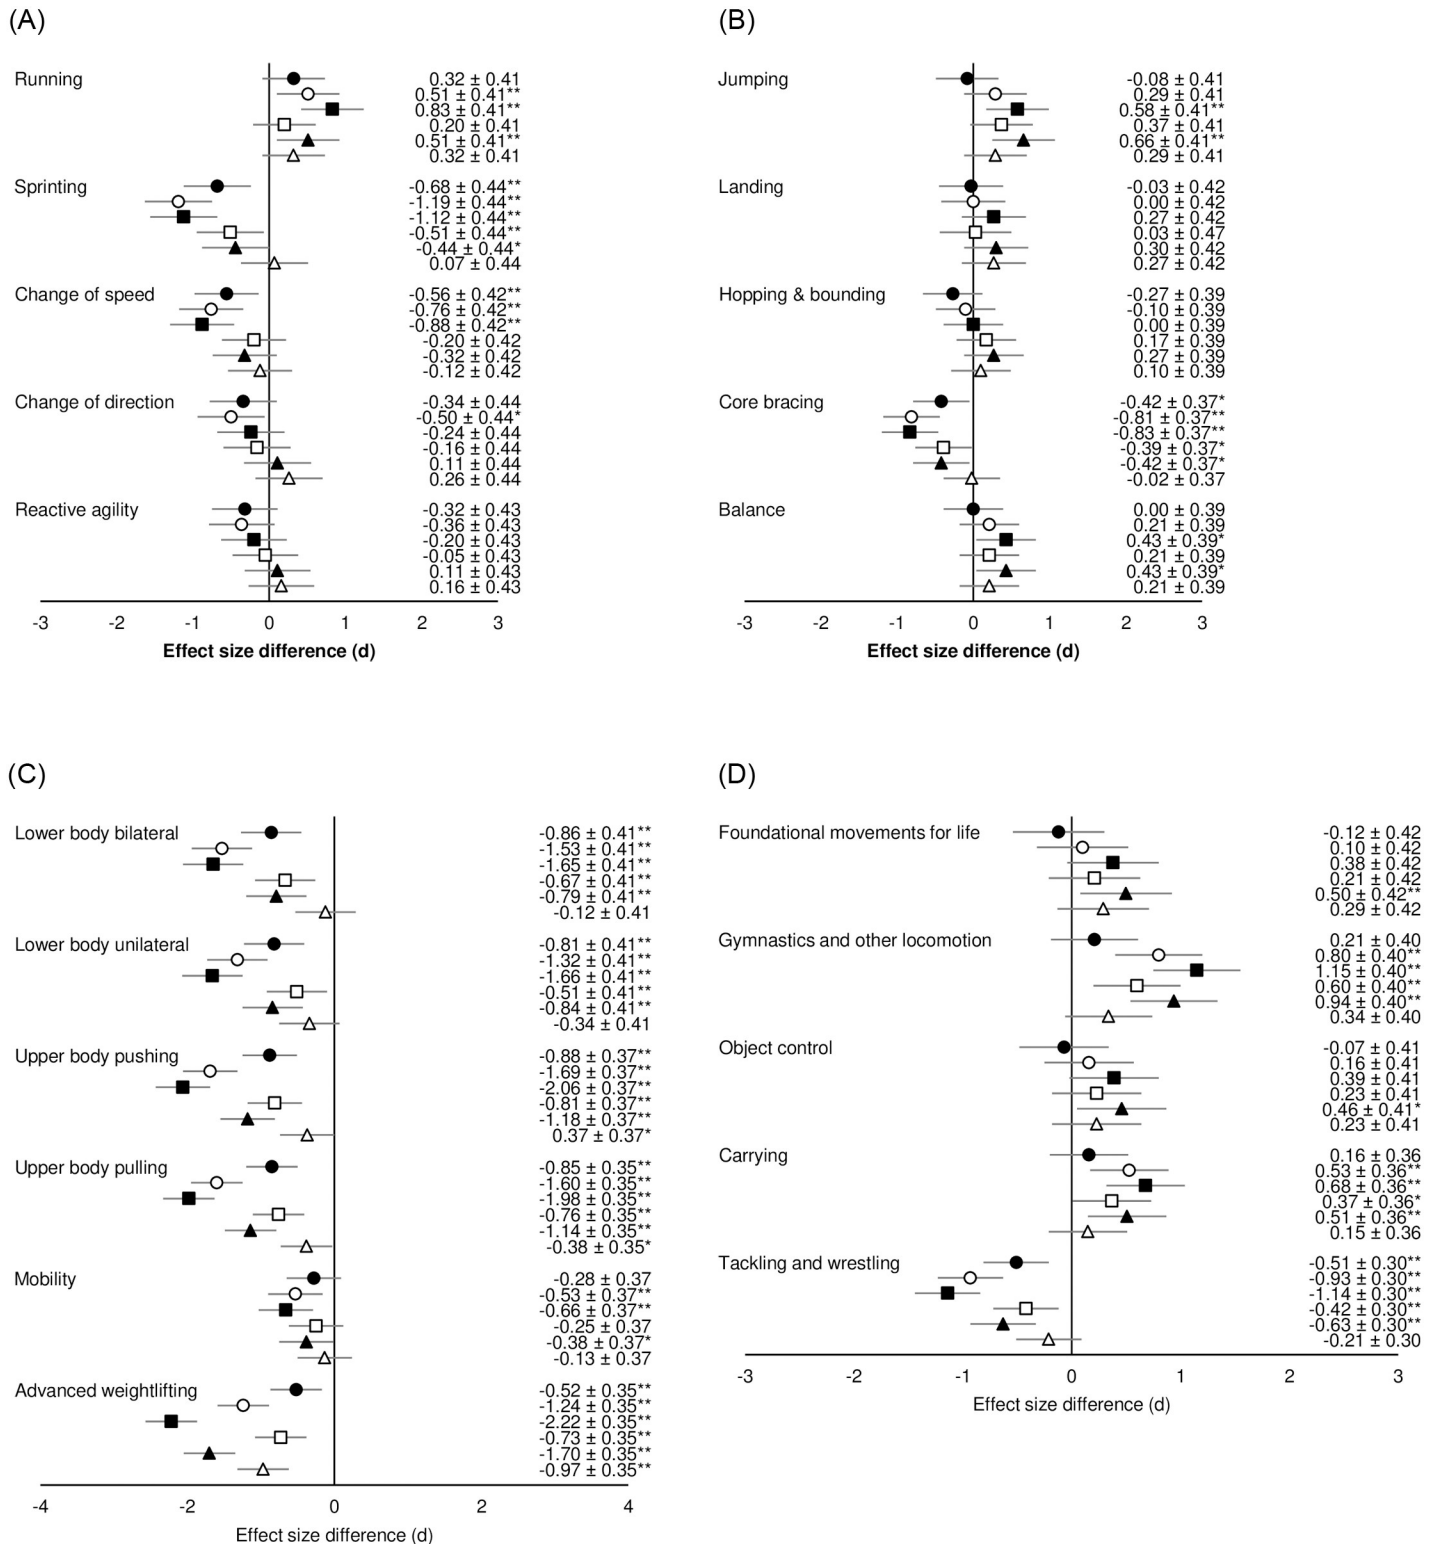 (A)
Running
0.32 ± 0.41
0.51 ± 0.41**
0.83 ± 0.41**
0.20 ± 0.41
0.51 ± 0.41**
0.32 ± 0.41
Sprinting
-0.68 ± 0.44**
-1.19 ± 0.44**
-1.12 ± 0.44**
-0.51 ± 0.44**
-0.44 ± 0.44*
0.07 ± 0.44
Change of speed
-0.56 ± 0.42**
-0.76 ± 0.42**
-0.88 ± 0.42**
-0.20 ± 0.42
-0.32 ± 0.42
-0.12 ± 0.42
Change of direction
-0.34 ± 0.44
-0.50 ± 0.44*
-0.24 ± 0.44
-0.16 ± 0.44
0.11 ± 0.44
0.26 ± 0.44
Reactive agility
-0.32 ± 0.43
-0.36 ± 0.43
-0.20 ± 0.43
-0.05 ± 0.43
0.11 ± 0.43
0.16 ± 0.43
-3 -2 -1 0 1 2 3
Effect size difference (d)
(B)
Jumping
-0.08 ± 0.41
0.29 ± 0.41
0.58 ± 0.41**
0.37 ± 0.41
0.66 ± 0.41**
0.29 ± 0.41
Landing
-0.03 ± 0.42
0.00 ± 0.42
0.27 ± 0.42
0.03 ± 0.47
0.30 ± 0.42
0.27 ± 0.42
Hopping & bounding
-0.27 ± 0.39
-0.10 ± 0.39
0.00 ± 0.39
0.17 ± 0.39
0.27 ± 0.39
0.10 ± 0.39
Core bracing
-0.42 ± 0.37*
-0.81 ± 0.37**
-0.83 ± 0.37**
-0.39 ± 0.37*
-0.42 ± 0.37*
-0.02 ± 0.37
Balance
0.00 ± 0.39
0.21 ± 0.39
0.43 ± 0.39*
0.21 ± 0.39
0.43 ± 0.39*
0.21 ± 0.39
-3 -2 -1 0 1 2 3
Effect size difference (d)
(C)
Lower body bilateral
-0.86 ± 0.41**
-1.53 ± 0.41**
-1.65 ± 0.41**
-0.67 ± 0.41**
-0.79 ± 0.41**
-0.12 ± 0.41
Lower body unilateral
-0.81 ± 0.41**
-1.32 ± 0.41**
-1.66 ± 0.41**
-0.51 ± 0.41**
-0.84 ± 0.41**
-0.34 ± 0.41
Upper body pushing
-0.88 ± 0.37**
-1.69 ± 0.37**
-2.06 ± 0.37**
-0.81 ± 0.37**
-1.18 ± 0.37**
0.37 ± 0.37*
Upper body pulling
-0.85 ± 0.35**
-1.60 ± 0.35**
-1.98 ± 0.35**
-0.76 ± 0.35**
-1.14 ± 0.35**
-0.38 ± 0.35*
Mobility
-0.28 ± 0.37
-0.53 ± 0.37**
-0.66 ± 0.37**
-0.25 ± 0.37
-0.38 ± 0.37*
-0.13 ± 0.37
Advanced weightlifting
-0.52 ± 0.35**
-1.24 ± 0.35**
-2.22 ± 0.35**
-0.73 ± 0.35**
-1.70 ± 0.35**
-0.97 ± 0.35**
-4 -2 0 2 4
Effect size difference (d)
(D)
Foundational movements for life
-0.12 ± 0.42
0.10 ± 0.42
0.38 ± 0.42
0.21 ± 0.42
0.50 ± 0.42**
0.29 ± 0.42
Gymnastics and other locomotion
0.21 ± 0.40
0.80 ± 0.40**
1.15 ± 0.40**
0.60 ± 0.40**
0.94 ± 0.40**
0.34 ± 0.40
Object control
-0.07 ± 0.41
0.16 ± 0.41
0.39 ± 0.41
0.23 ± 0.41
0.46 ± 0.41*
0.23 ± 0.41
Carrying
0.16 ± 0.36
0.53 ± 0.36**
0.68 ± 0.36**
0.37 ± 0.36*
0.51 ± 0.36**
0.15 ± 0.36
Tackling and wrestling
-0.51 ± 0.30**
-0.93 ± 0.30**
-1.14 ± 0.30**
-0.42 ± 0.30**
-0.63 ± 0.30**
-0.21 ± 0.30
-3 -2 -1 0 1 2 3
Effect size difference (d)